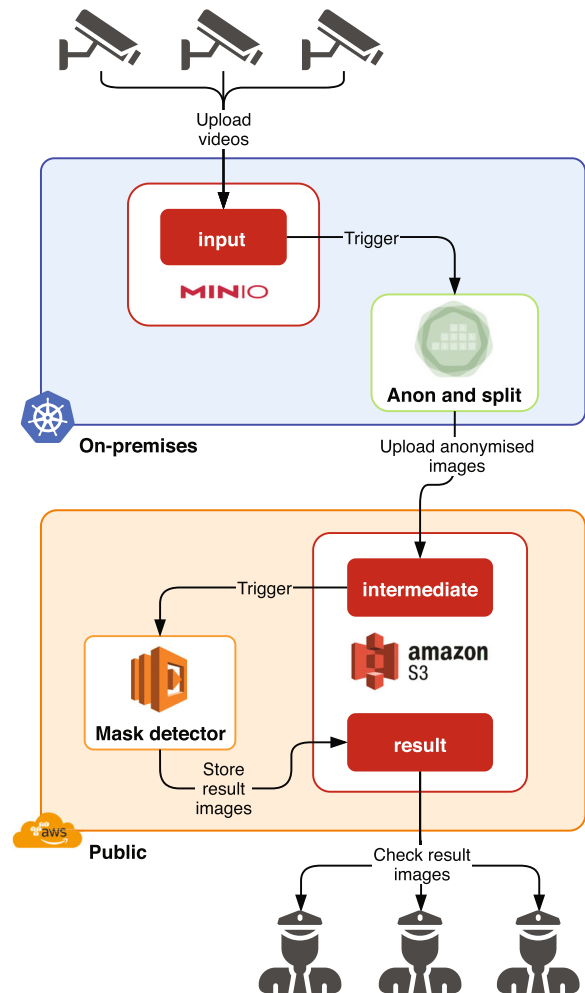 Upload
videos
input
Trigger
MINIO
Anon and split
On-premises
Upload anonymised
images
intermediate
Trigger
amazon
S3
Mask detector
result
Store
result
images
aws
Public
Check result
images